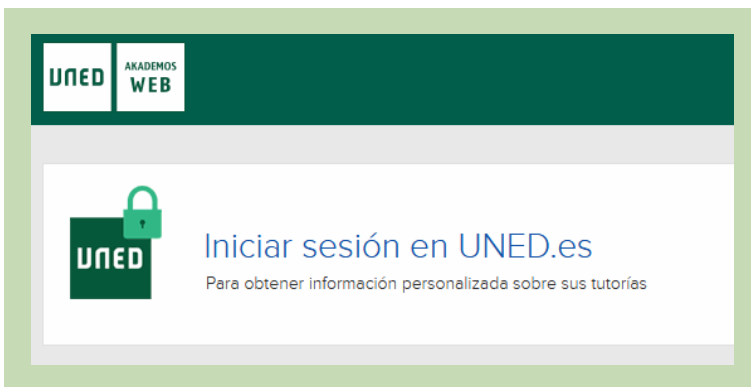 UNED
AKADEMOS
WEB
UNED
Iniciar sesión en UNED.es
Para obtener información personalizada sobre sus tutorías